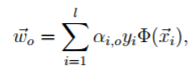 $\vec{w}_o = \sum_{i=1}^{l} \alpha_{i,o} y_i \Phi(\vec{x}_i),$